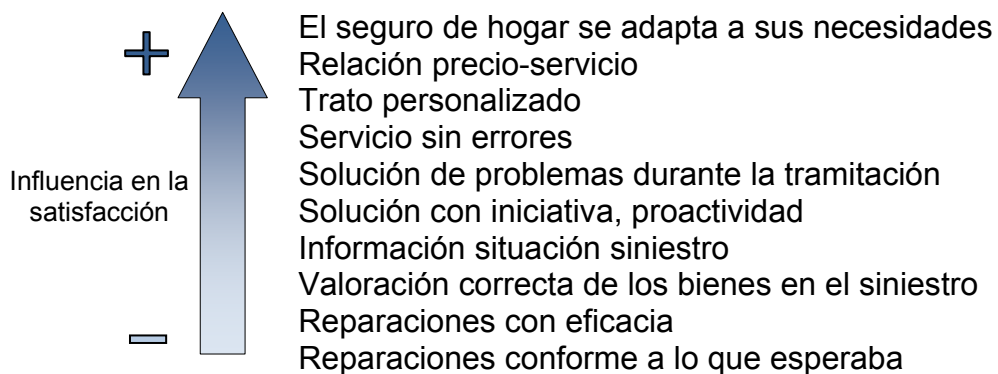 El seguro de hogar se adapta a sus necesidades
Relación precio-servicio
Trato personalizado
Servicio sin errores
Solución de problemas durante la tramitación
Solución con iniciativa, proactividad
Información situación siniestro
Valoración correcta de los bienes en el siniestro
Reparaciones con eficacia
Reparaciones conforme a lo que esperaba
+
Influencia en la
satisfacción
–